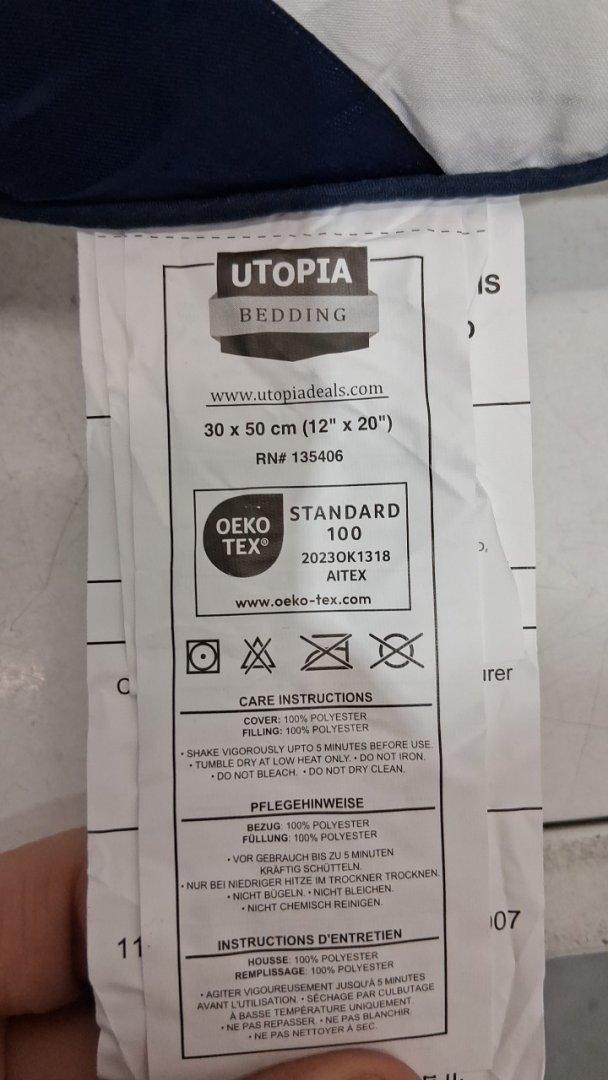 UTOPIA
BEDDING
www.utopiadeals.com
30 x 50 cm (12" x 20")
RN# 135406
OEKO
TEX®
STANDARD
100
2023OK1318
AITEX
www.oeko-tex.com
CARE INSTRUCTIONS
COVER: 100% POLYESTER
FILLING: 100% POLYESTER
• SHAKE VIGOROUSLY UPTO 5 MINUTES BEFORE USE.
• TUMBLE DRY AT LOW HEAT ONLY. • DO NOT IRON.
• DO NOT BLEACH. • DO NOT DRY CLEAN.
PFLEGEHINWEISE
BEZUG: 100% POLYESTER
FÜLLUNG: 100% POLYESTER
• VOR GEBRAUCH BIS ZU 5 MINUTEN
KRÄFTIG SCHÜTTELN.
• NUR BEI NIEDRIGER HITZE IM TROCKNER TROCKNEN.
• NICHT BÜGELN. • NICHT BLEICHEN.
• NICHT CHEMISCH REINIGEN.
INSTRUCTIONS D'ENTRETIEN
HOUSSE: 100% POLYESTER
REMPLISSAGE: 100% POLYESTER
• AGITER VIGOUREUSEMENT JUSQU'À 5 MINUTES
AVANT L'UTILISATION. • SÉCHAGE PAR CULBUTAGE
À BASSE TEMPÉRATURE UNIQUEMENT.
• NE PAS REPASSER. • NE PAS BLANCHIR.
• NE PAS NETTOYER À SEC.